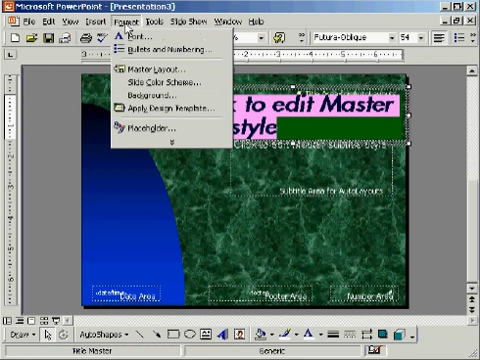 Microsoft PowerPoint - [Presentation3]
File Edit View Insert Format Tools Slide Show Window Help
Futura-Oblique 54
Font...
Bullets and Numbering...
Master Layout...
Slide Color Scheme...
Background...
Apply Design Template...
Placeholder...
k to edit Master
style
Subtitle Area for AutoLayouts
Date Area
Footer Area
Number Area
Draw AutoShapes
Title Master Generic